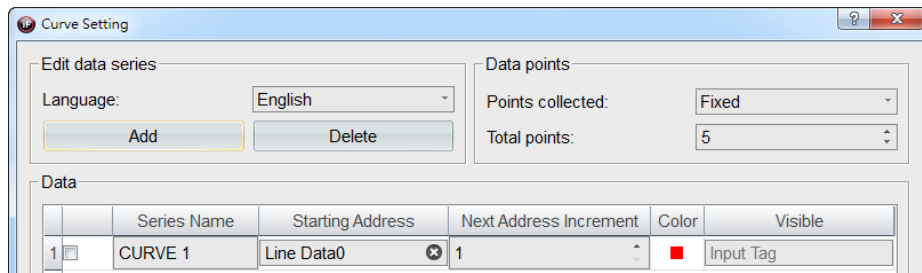 Curve Setting
Edit data series
Language: English
Add Delete
Data points
Points collected: Fixed
Total points: 5
Data
Series Name Starting Address Next Address Increment Color Visible
1 CURVE 1 Line Data0 1 Input Tag